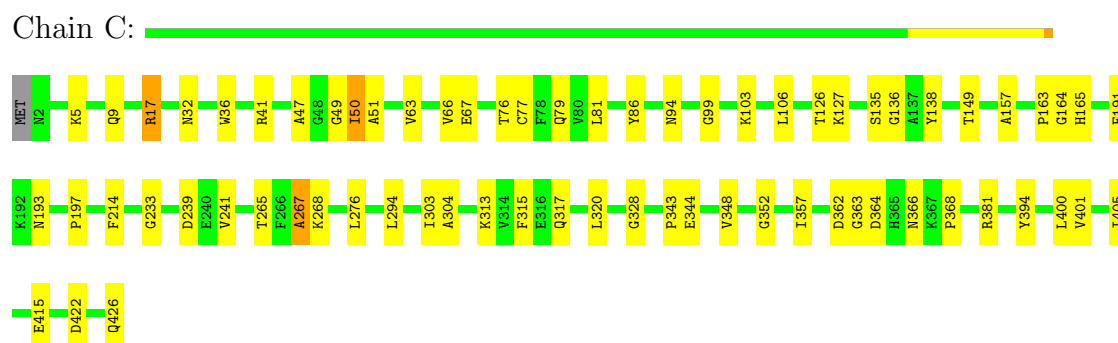 Chain C:
MET N2 K5 Q9 R17 N32 W36 R41 A47 G48 G49 I50 A51 V63 V66 E67 T76 C77 F78 Q79 V80 L81 Y86 N94 G99 K103 L106 T126 K127 S135 G136 A137 Y138 T149 A157 P163 G164 H165
K192 N193 P197 F214 G233 D239 E240 V241 T265 F266 A267 K268 L276 L294 I303 A304 K313 V314 F315 E316 Q317 L320 G328 P343 E344 V348 G352 I357 D362 G363 D364 H365 N366 K367 P368 R381 Y394 L400 V401
E415 D422 Q426